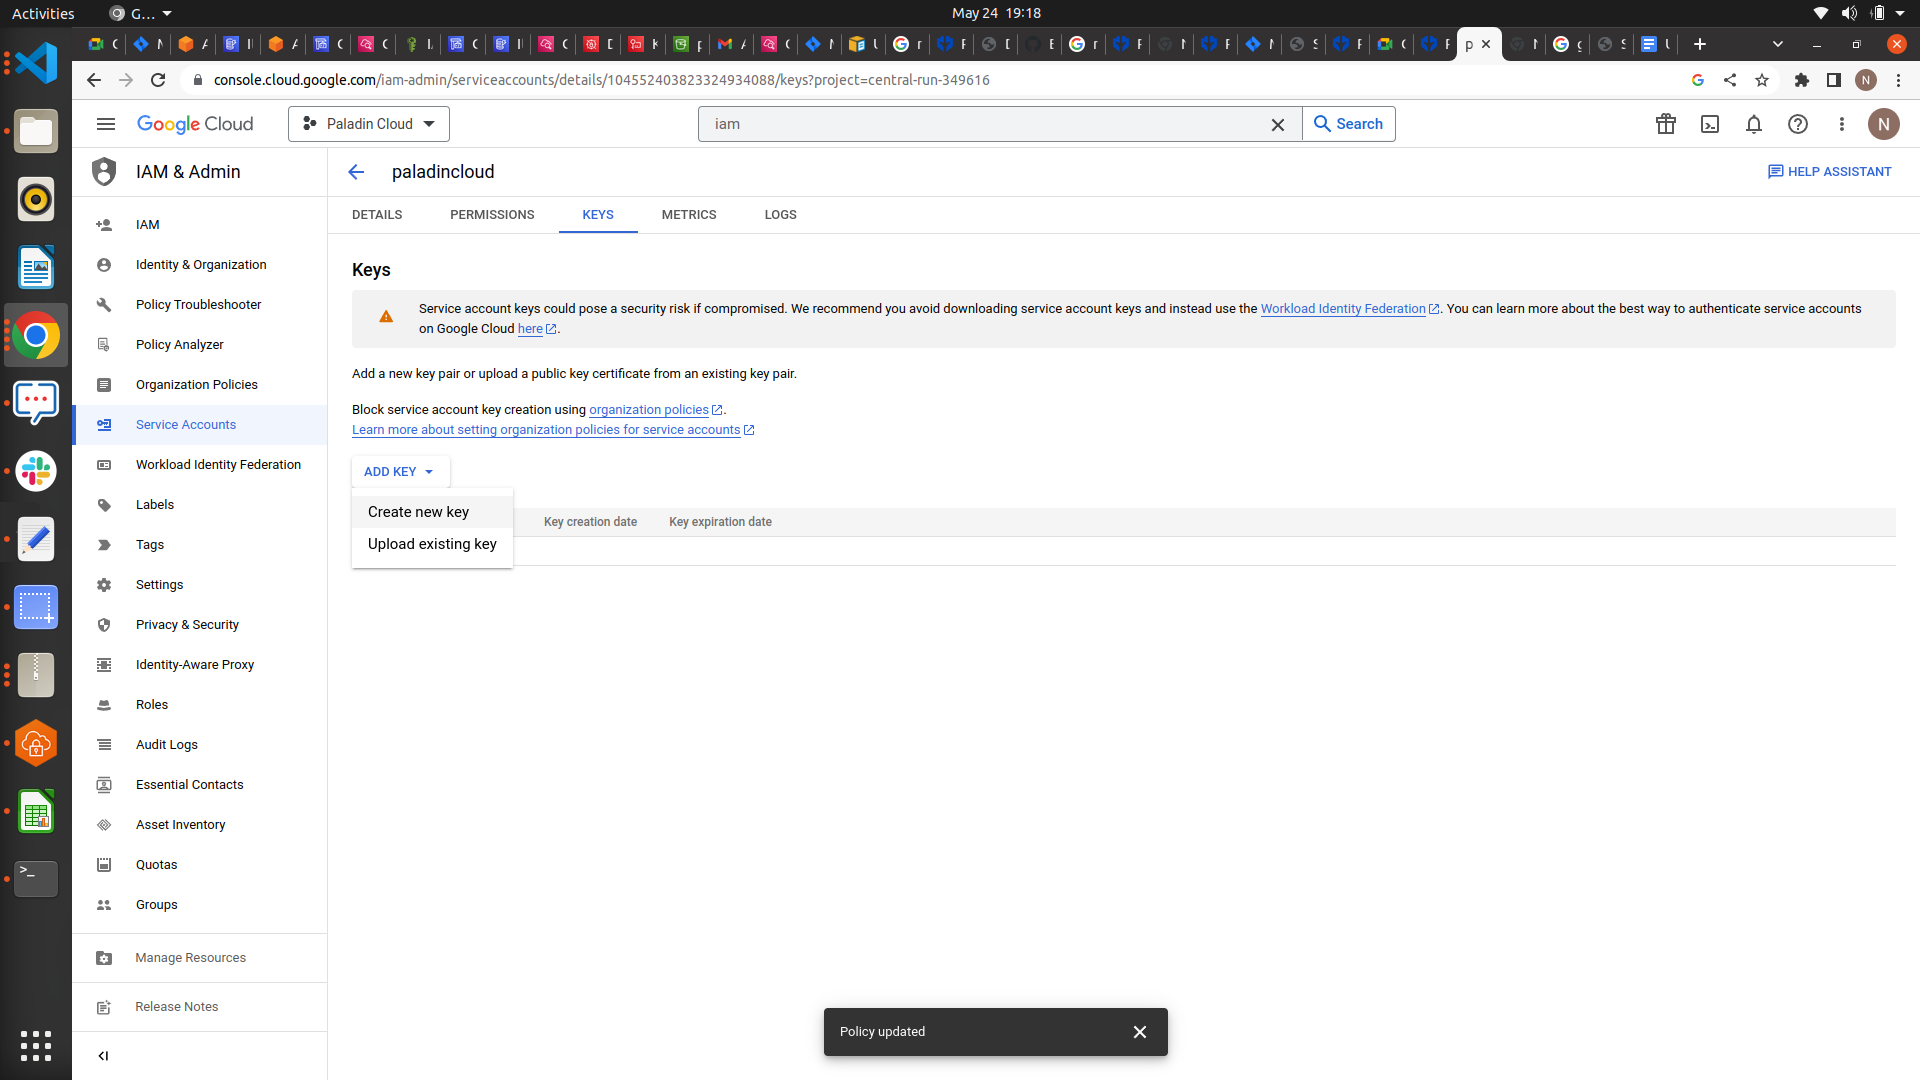 Activities
G…
May 24 19:18
console.cloud.google.com/iam-admin/serviceaccounts/details/104552403823324934088/keys?project=central-run-349616
N
Google Cloud
Paladin Cloud
iam
Search
N
IAM & Admin
paladincloud
HELP ASSISTANT
DETAILS
PERMISSIONS
KEYS
METRICS
LOGS
IAM
Identity & Organization
Policy Troubleshooter
Policy Analyzer
Organization Policies
Service Accounts
Workload Identity Federation
Labels
Tags
Settings
Privacy & Security
Identity-Aware Proxy
Roles
Audit Logs
Essential Contacts
Asset Inventory
Quotas
Groups
Manage Resources
Release Notes
Keys
Service account keys could pose a security risk if compromised. We recommend you avoid downloading service account keys and instead use the Workload Identity Federation. You can learn more about the best way to authenticate service accounts
on Google Cloud here.
Add a new key pair or upload a public key certificate from an existing key pair.
Block service account key creation using organization policies.
Learn more about setting organization policies for service accounts
ADD KEY
Create new key
Upload existing key
Key creation date
Key expiration date
Policy updated